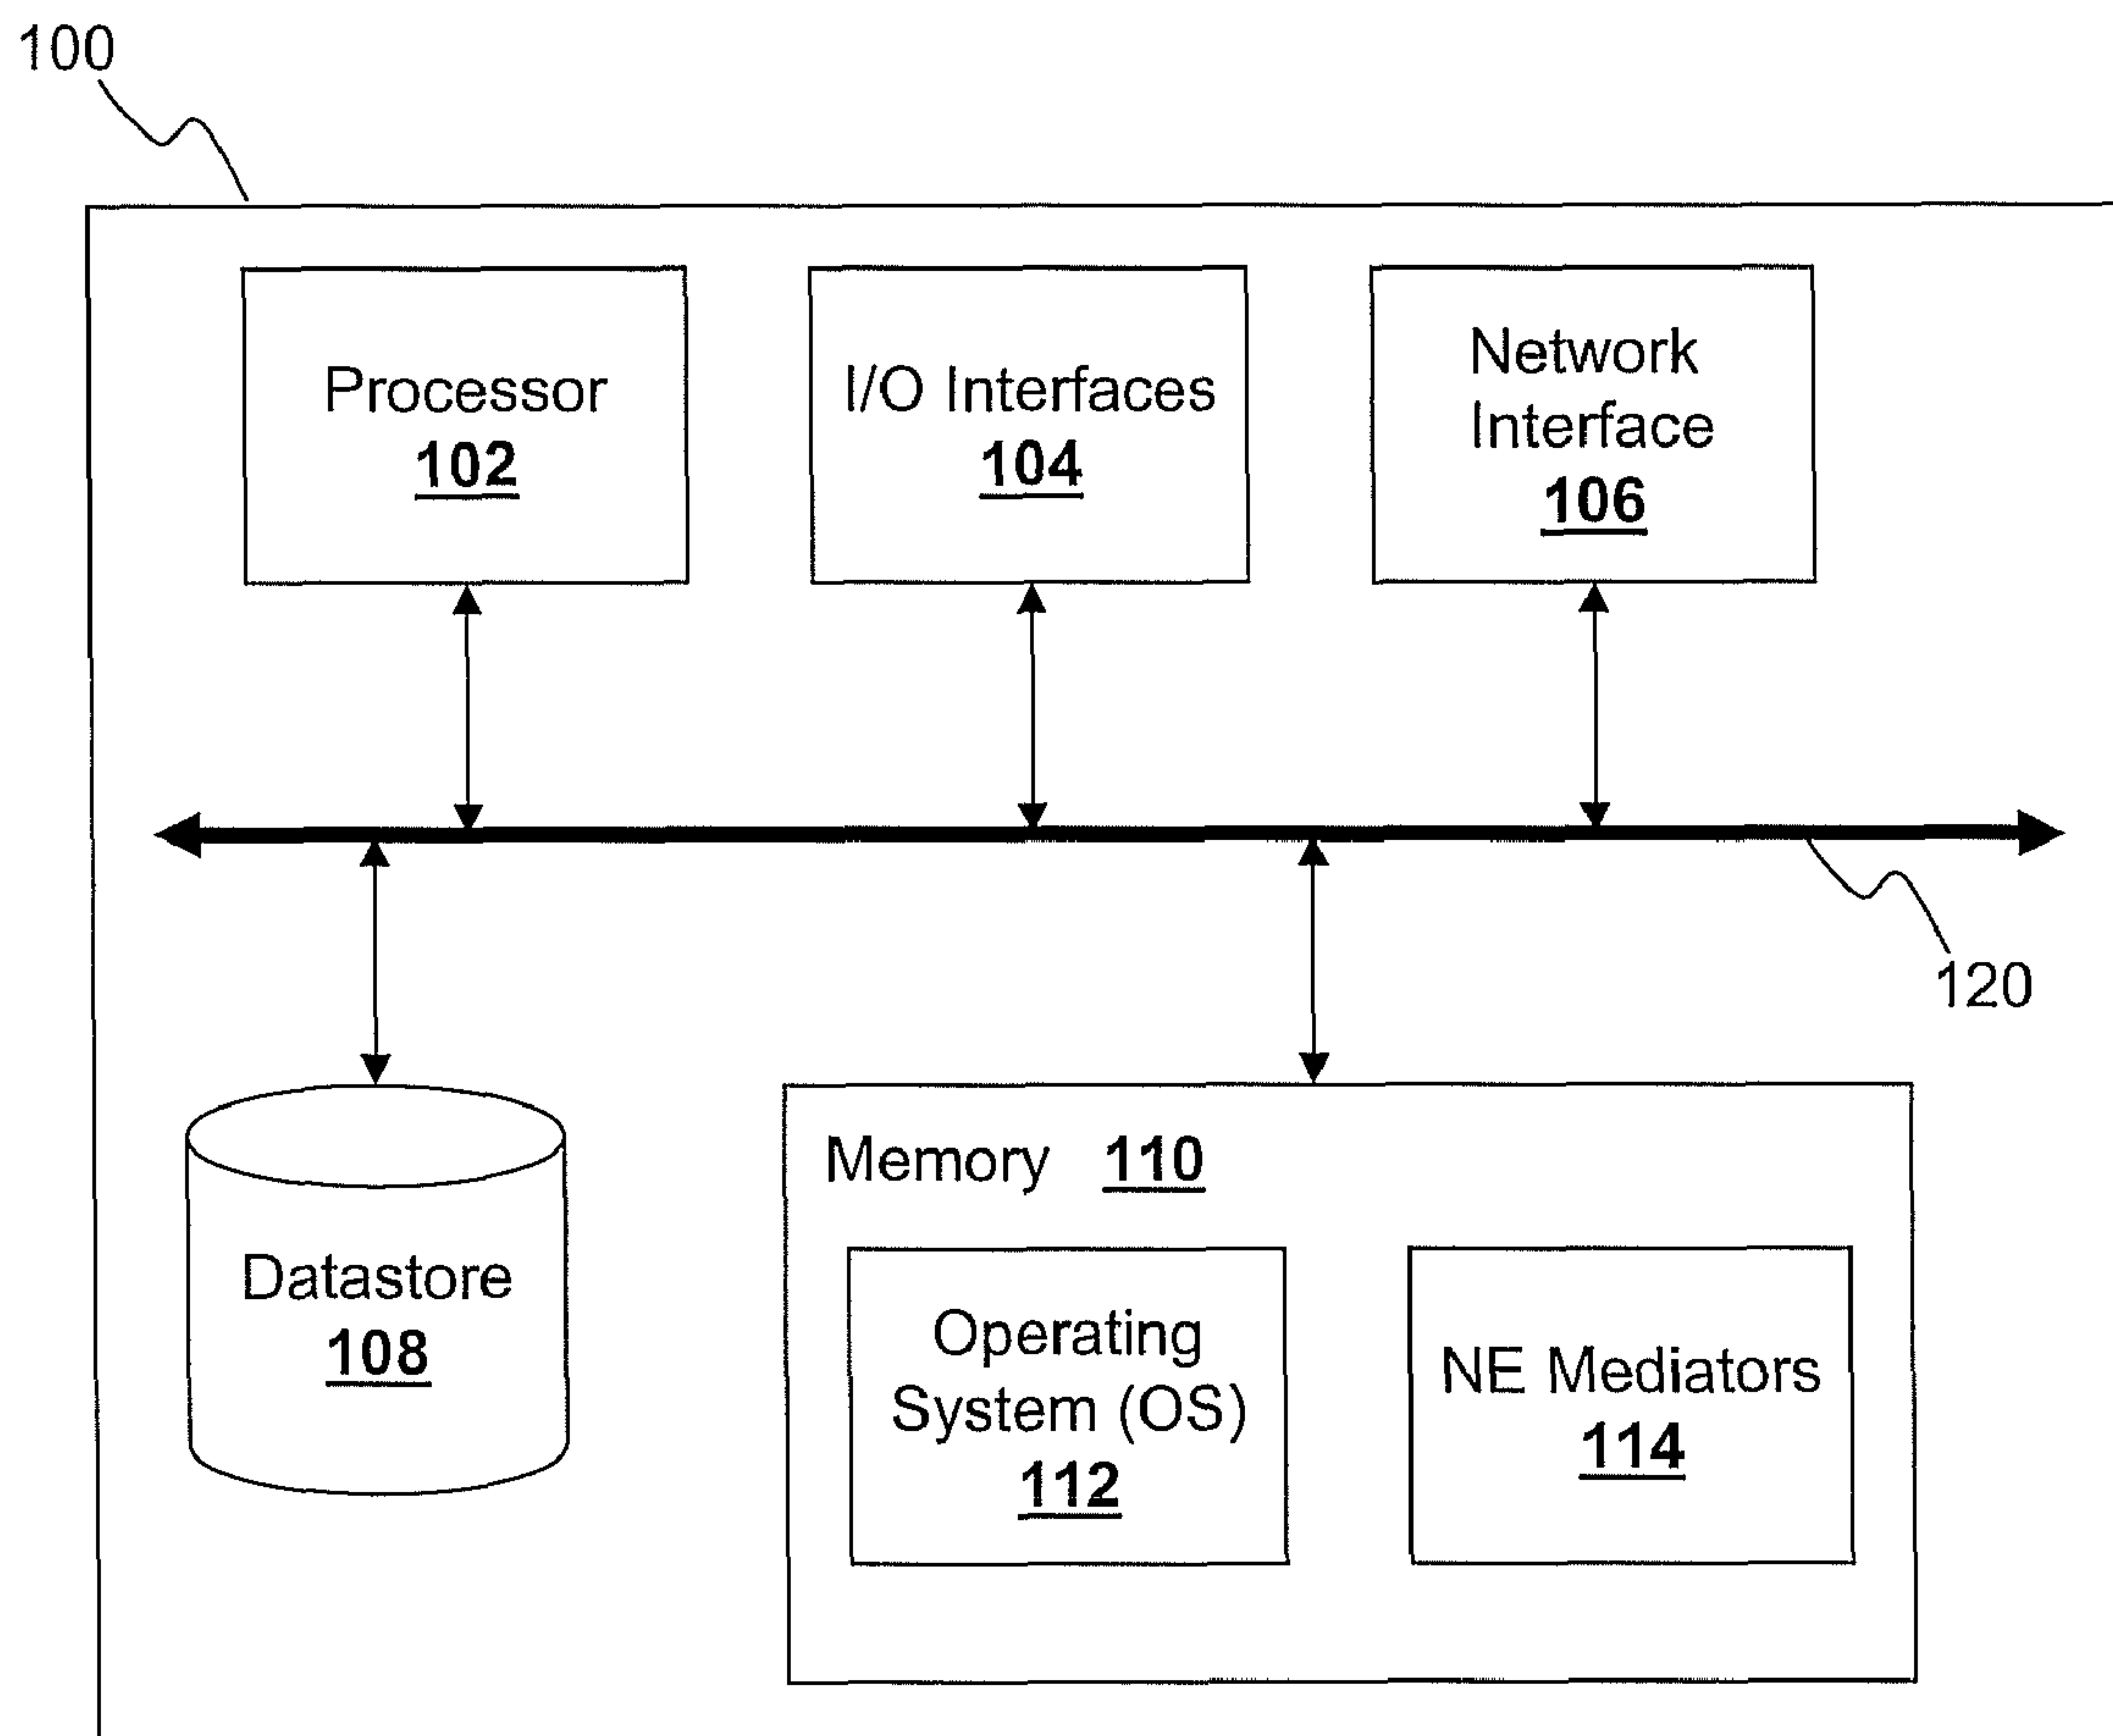 100
Processor
102
I/O Interfaces
104
Network
Interface
106
120
Datastore
108
Memory 110
Operating
System (OS)
112
NE Mediators
114